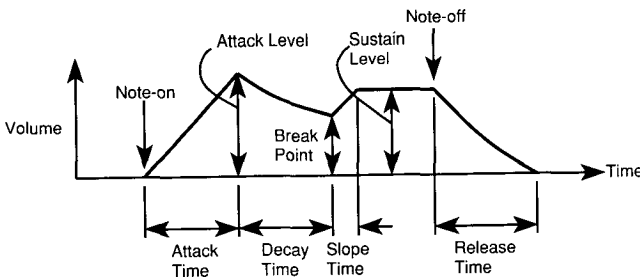 Note-off
Attack Level
Sustain
Level
Note-on
Volume
Break
Point
Time
Attack
Time
Decay
Time
Slope
Time
Release
Time